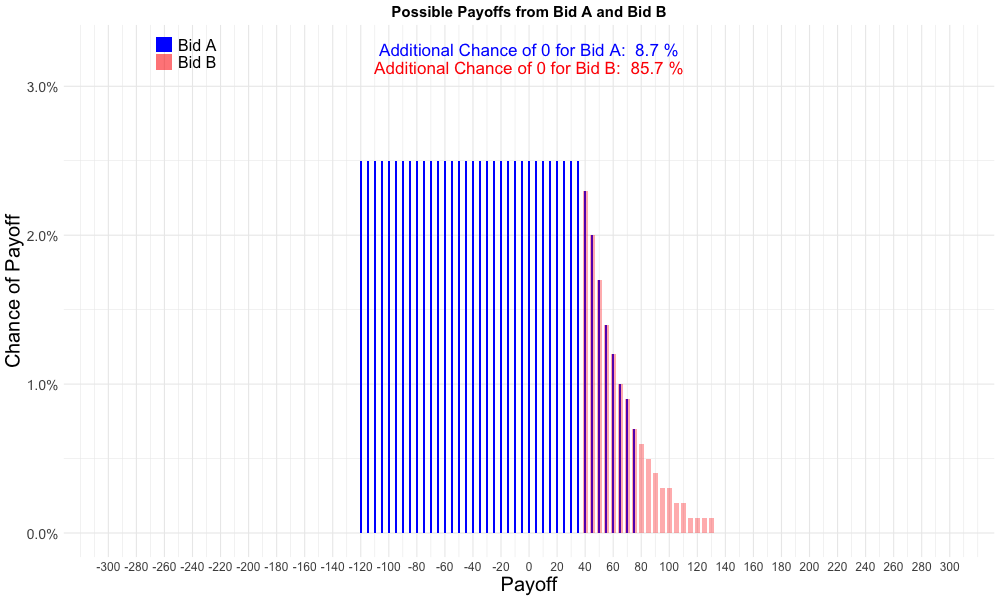 Possible Payoffs from Bid A and Bid B
Bid A
Bid B
Additional Chance of 0 for Bid A:  8.7 %
Additional Chance of 0 for Bid B:  85.7 %
Chance of Payoff
3.0%
2.0%
1.0%
0.0%
-300 -280 -260 -240 -220 -200 -180 -160 -140 -120 -100 -80 -60 -40 -20 0 20 40 60 80 100 120 140 160 180 200 220 240 260 280 300
Payoff